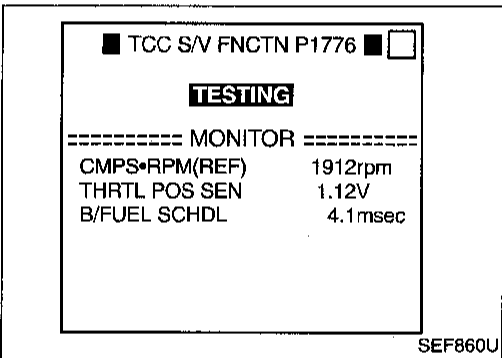 ■ TCC S/V FNCTN P1776 ■
TESTING
========== MONITOR ==========
CMPS•RPM(REF) 1912rpm
THRTL POS SEN 1.12V
B/FUEL SCHDL 4.1msec
SEF860U